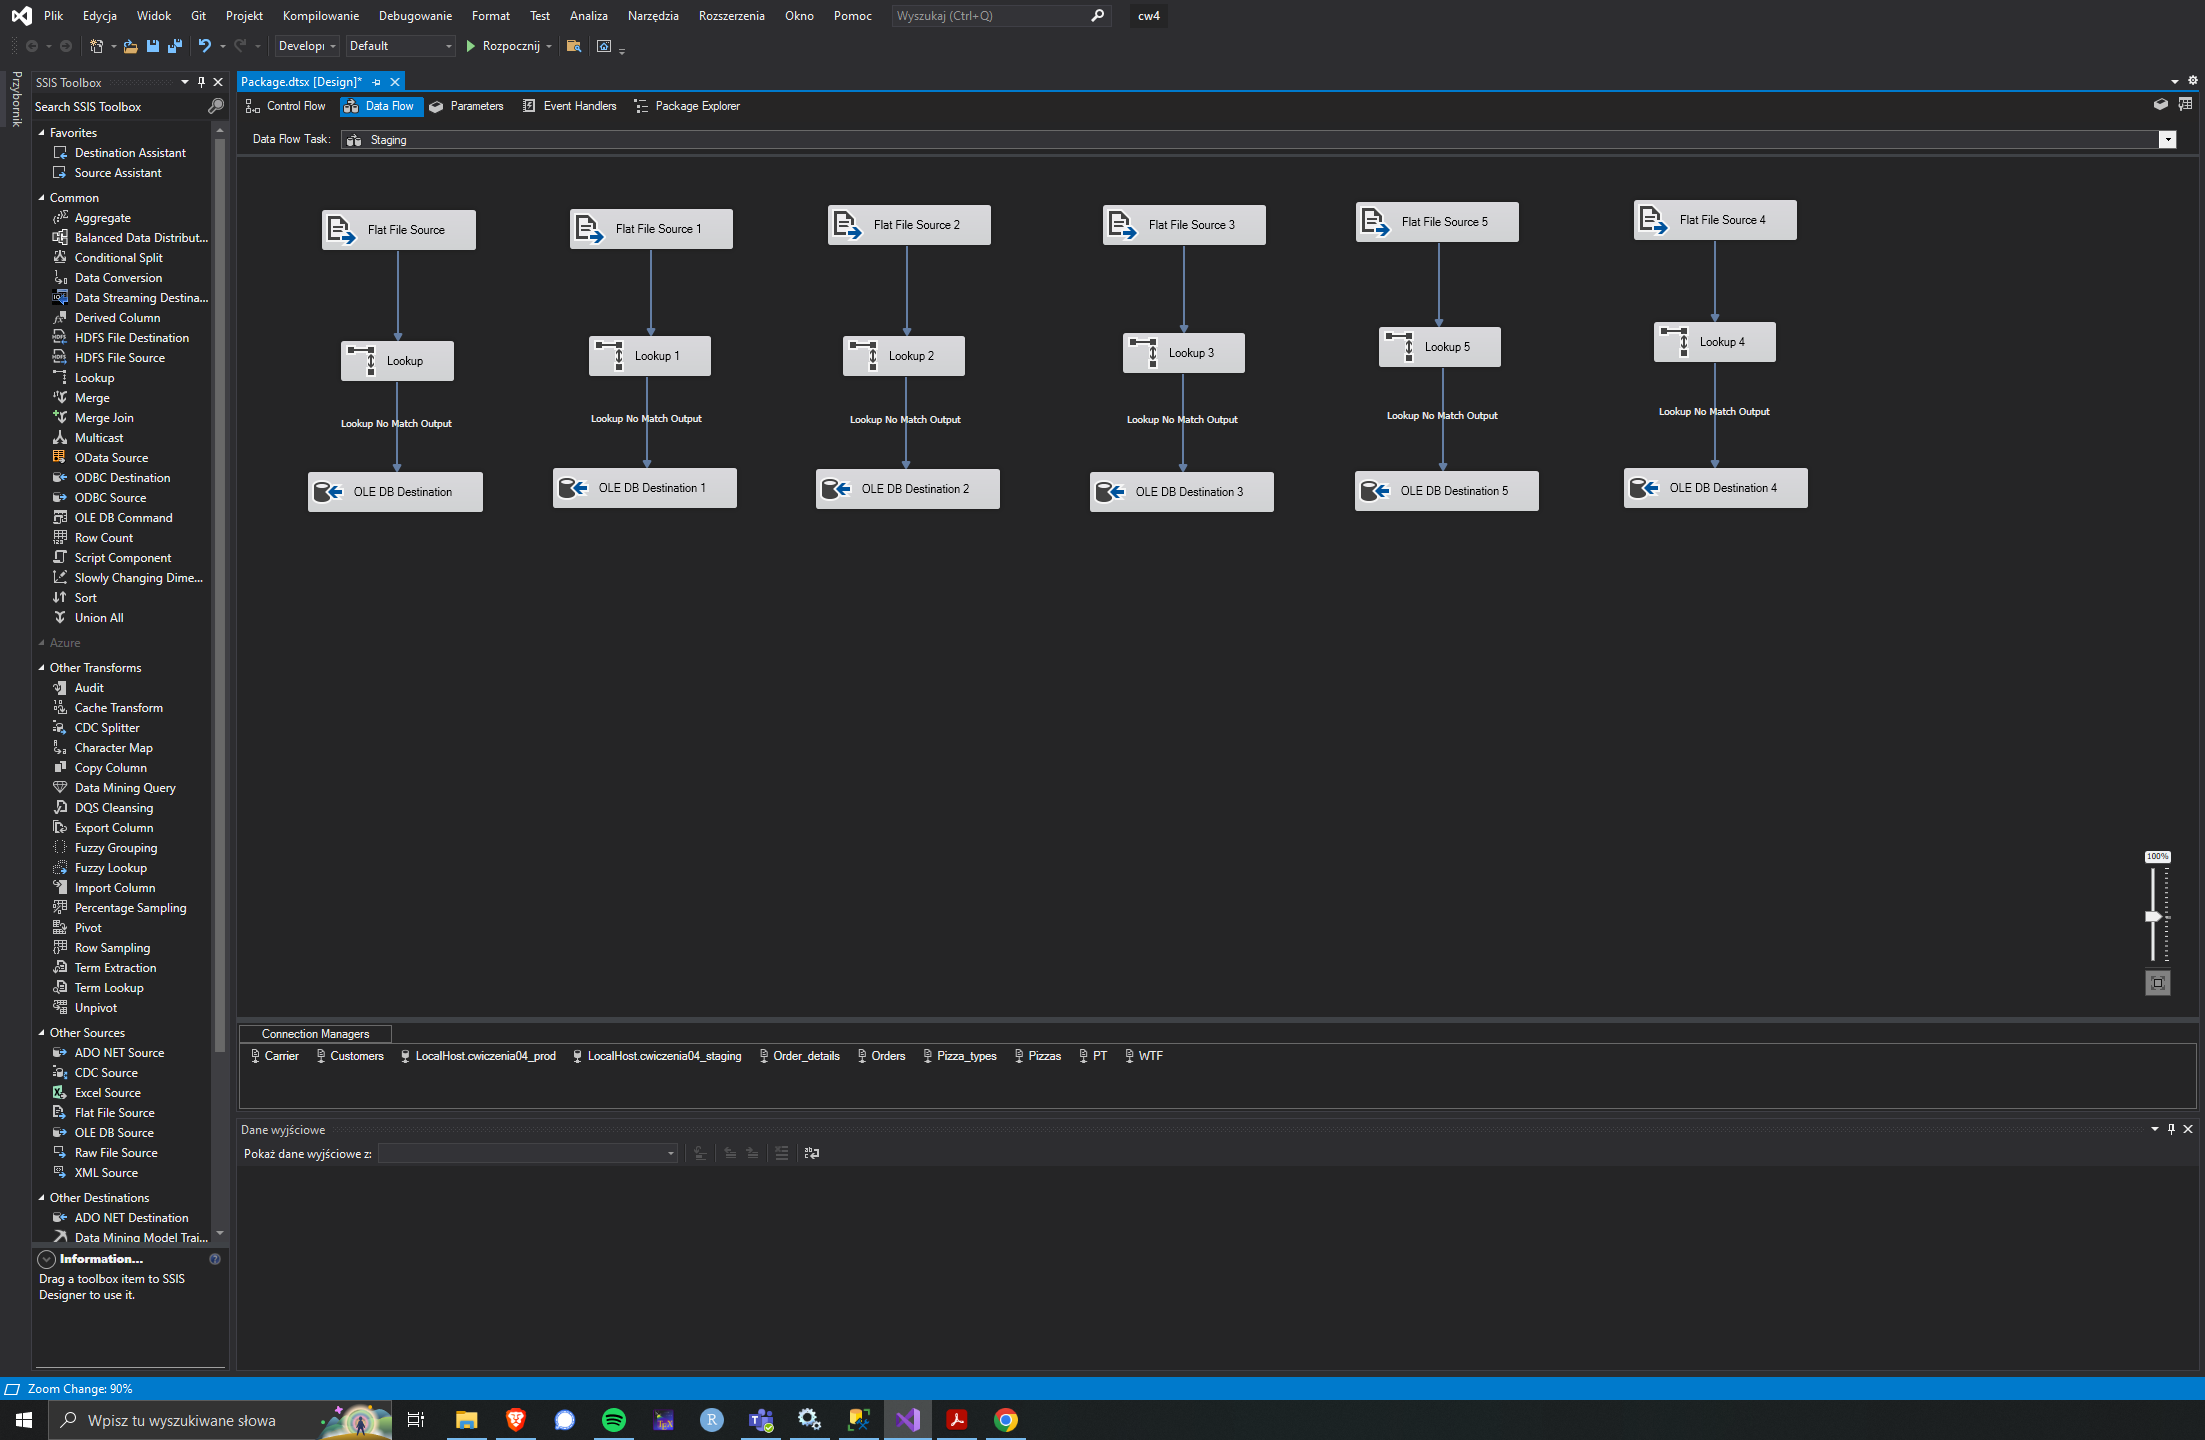 Plik Edycja Widok Git Projekt Kompilowanie Debugowanie Format Test Analiza Narzędzia Rozszerzenia Okno Pomoc Wyszukaj (Ctrl+Q) cw4
Developı Default Rozpocznij
Przybornik
SSIS Toolbox
Search SSIS Toolbox
Favorites
Destination Assistant
Source Assistant
Common
Aggregate
Balanced Data Distribut...
Conditional Split
Data Conversion
Data Streaming Destina...
Derived Column
HDFS File Destination
HDFS File Source
Lookup
Merge
Merge Join
Multicast
OData Source
ODBC Destination
ODBC Source
OLE DB Command
Row Count
Script Component
Slowly Changing Dime...
Sort
Union All
Azure
Other Transforms
Audit
Cache Transform
CDC Splitter
Character Map
Copy Column
Data Mining Query
DQS Cleansing
Export Column
Fuzzy Grouping
Fuzzy Lookup
Import Column
Percentage Sampling
Pivot
Row Sampling
Term Extraction
Term Lookup
Unpivot
Other Sources
ADO NET Source
CDC Source
Excel Source
Flat File Source
OLE DB Source
Raw File Source
XML Source
Other Destinations
ADO NET Destination
Data Mining Model Trai...
Information...
Drag a toolbox item to SSIS
Designer to use it.
Package.dtsx [Design]*
Control Flow Data Flow Parameters Event Handlers Package Explorer
Data Flow Task: Staging
Flat File Source Flat File Source 1 Flat File Source 2 Flat File Source 3 Flat File Source 5 Flat File Source 4
Lookup Lookup 1 Lookup 2 Lookup 3 Lookup 5 Lookup 4
Lookup No Match Output Lookup No Match Output Lookup No Match Output Lookup No Match Output Lookup No Match Output Lookup No Match Output
OLE DB Destination OLE DB Destination 1 OLE DB Destination 2 OLE DB Destination 3 OLE DB Destination 5 OLE DB Destination 4
100%
Connection Managers
Carrier Customers LocalHost.cwiczenia04_prod LocalHost.cwiczenia04_staging Order_details Orders Pizza_types Pizzas PT WTF
Dane wyjściowe
Pokaż dane wyjściowe z:
Zoom Change: 90%
Wpisz tu wyszukiwane słowa